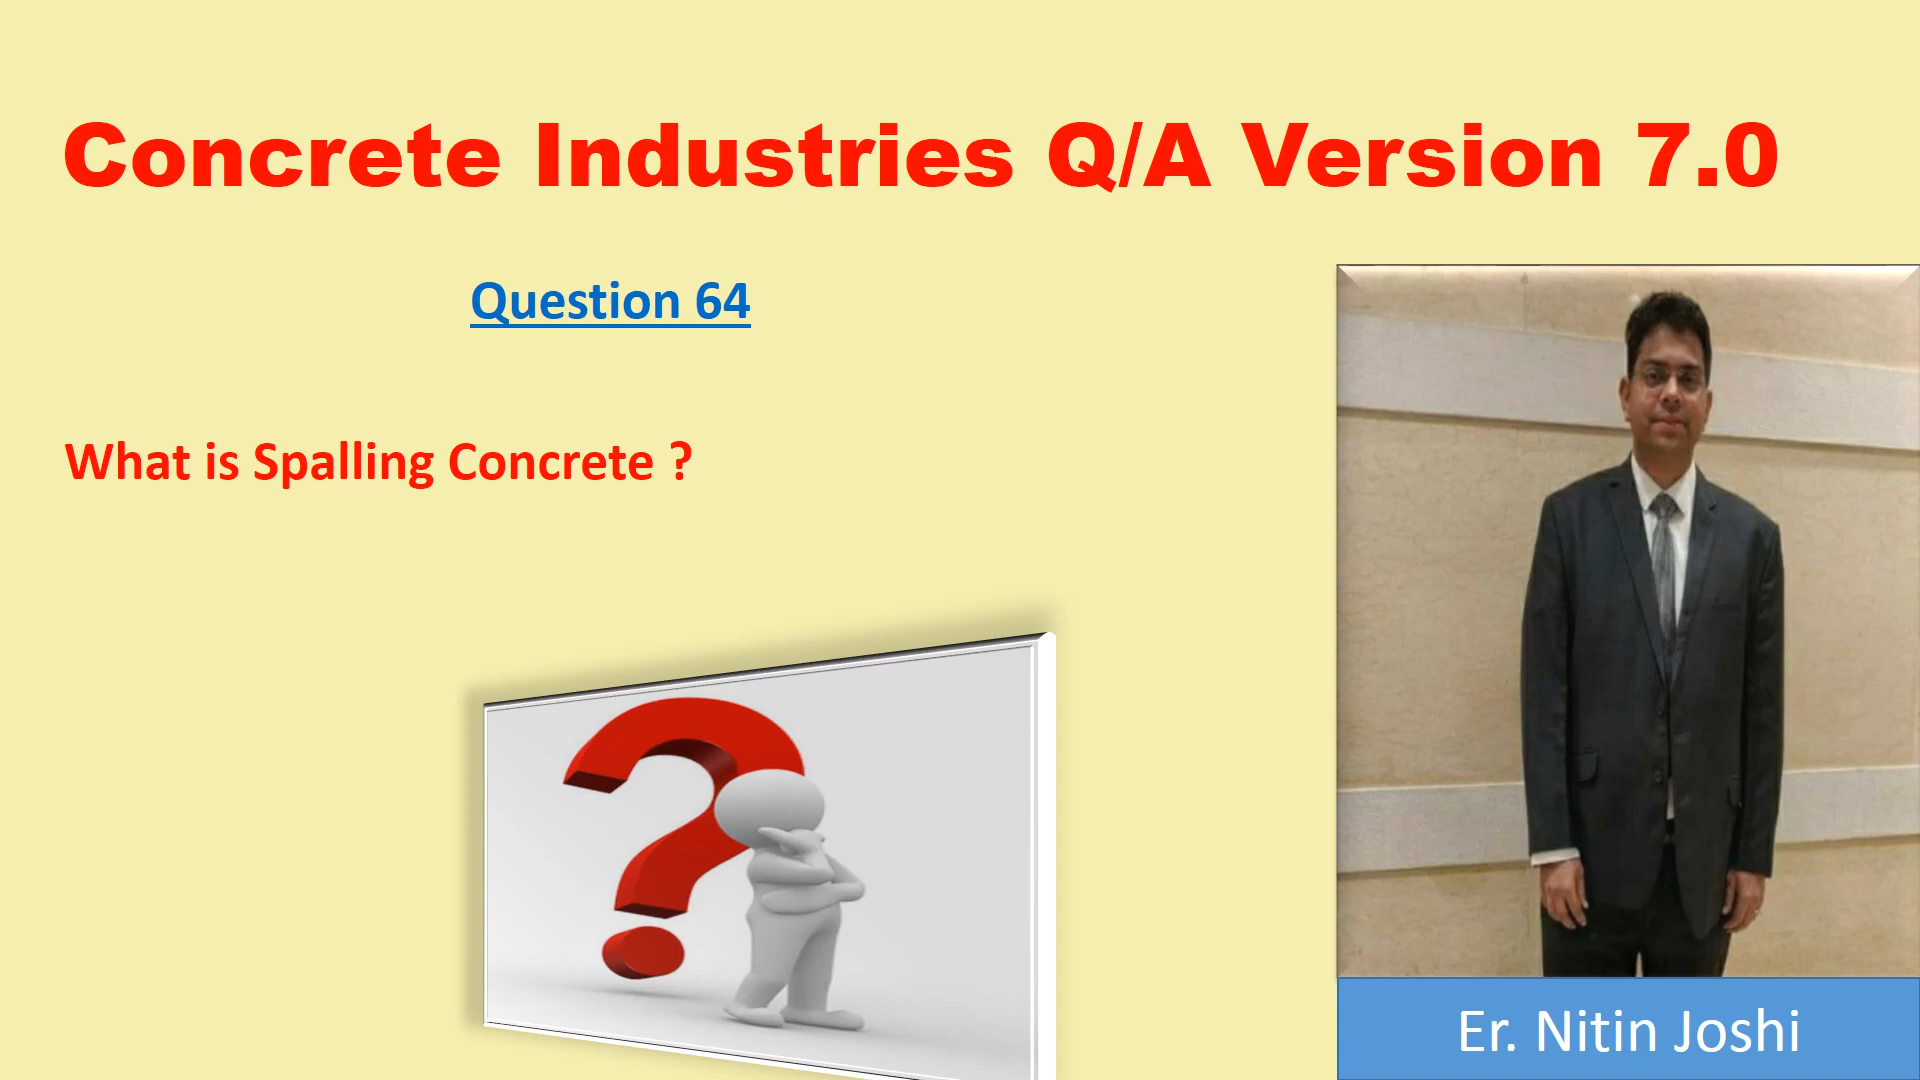 Concrete Industries Q/A Version 7.0
Question 64
What is Spalling Concrete ?
Er. Nitin Joshi